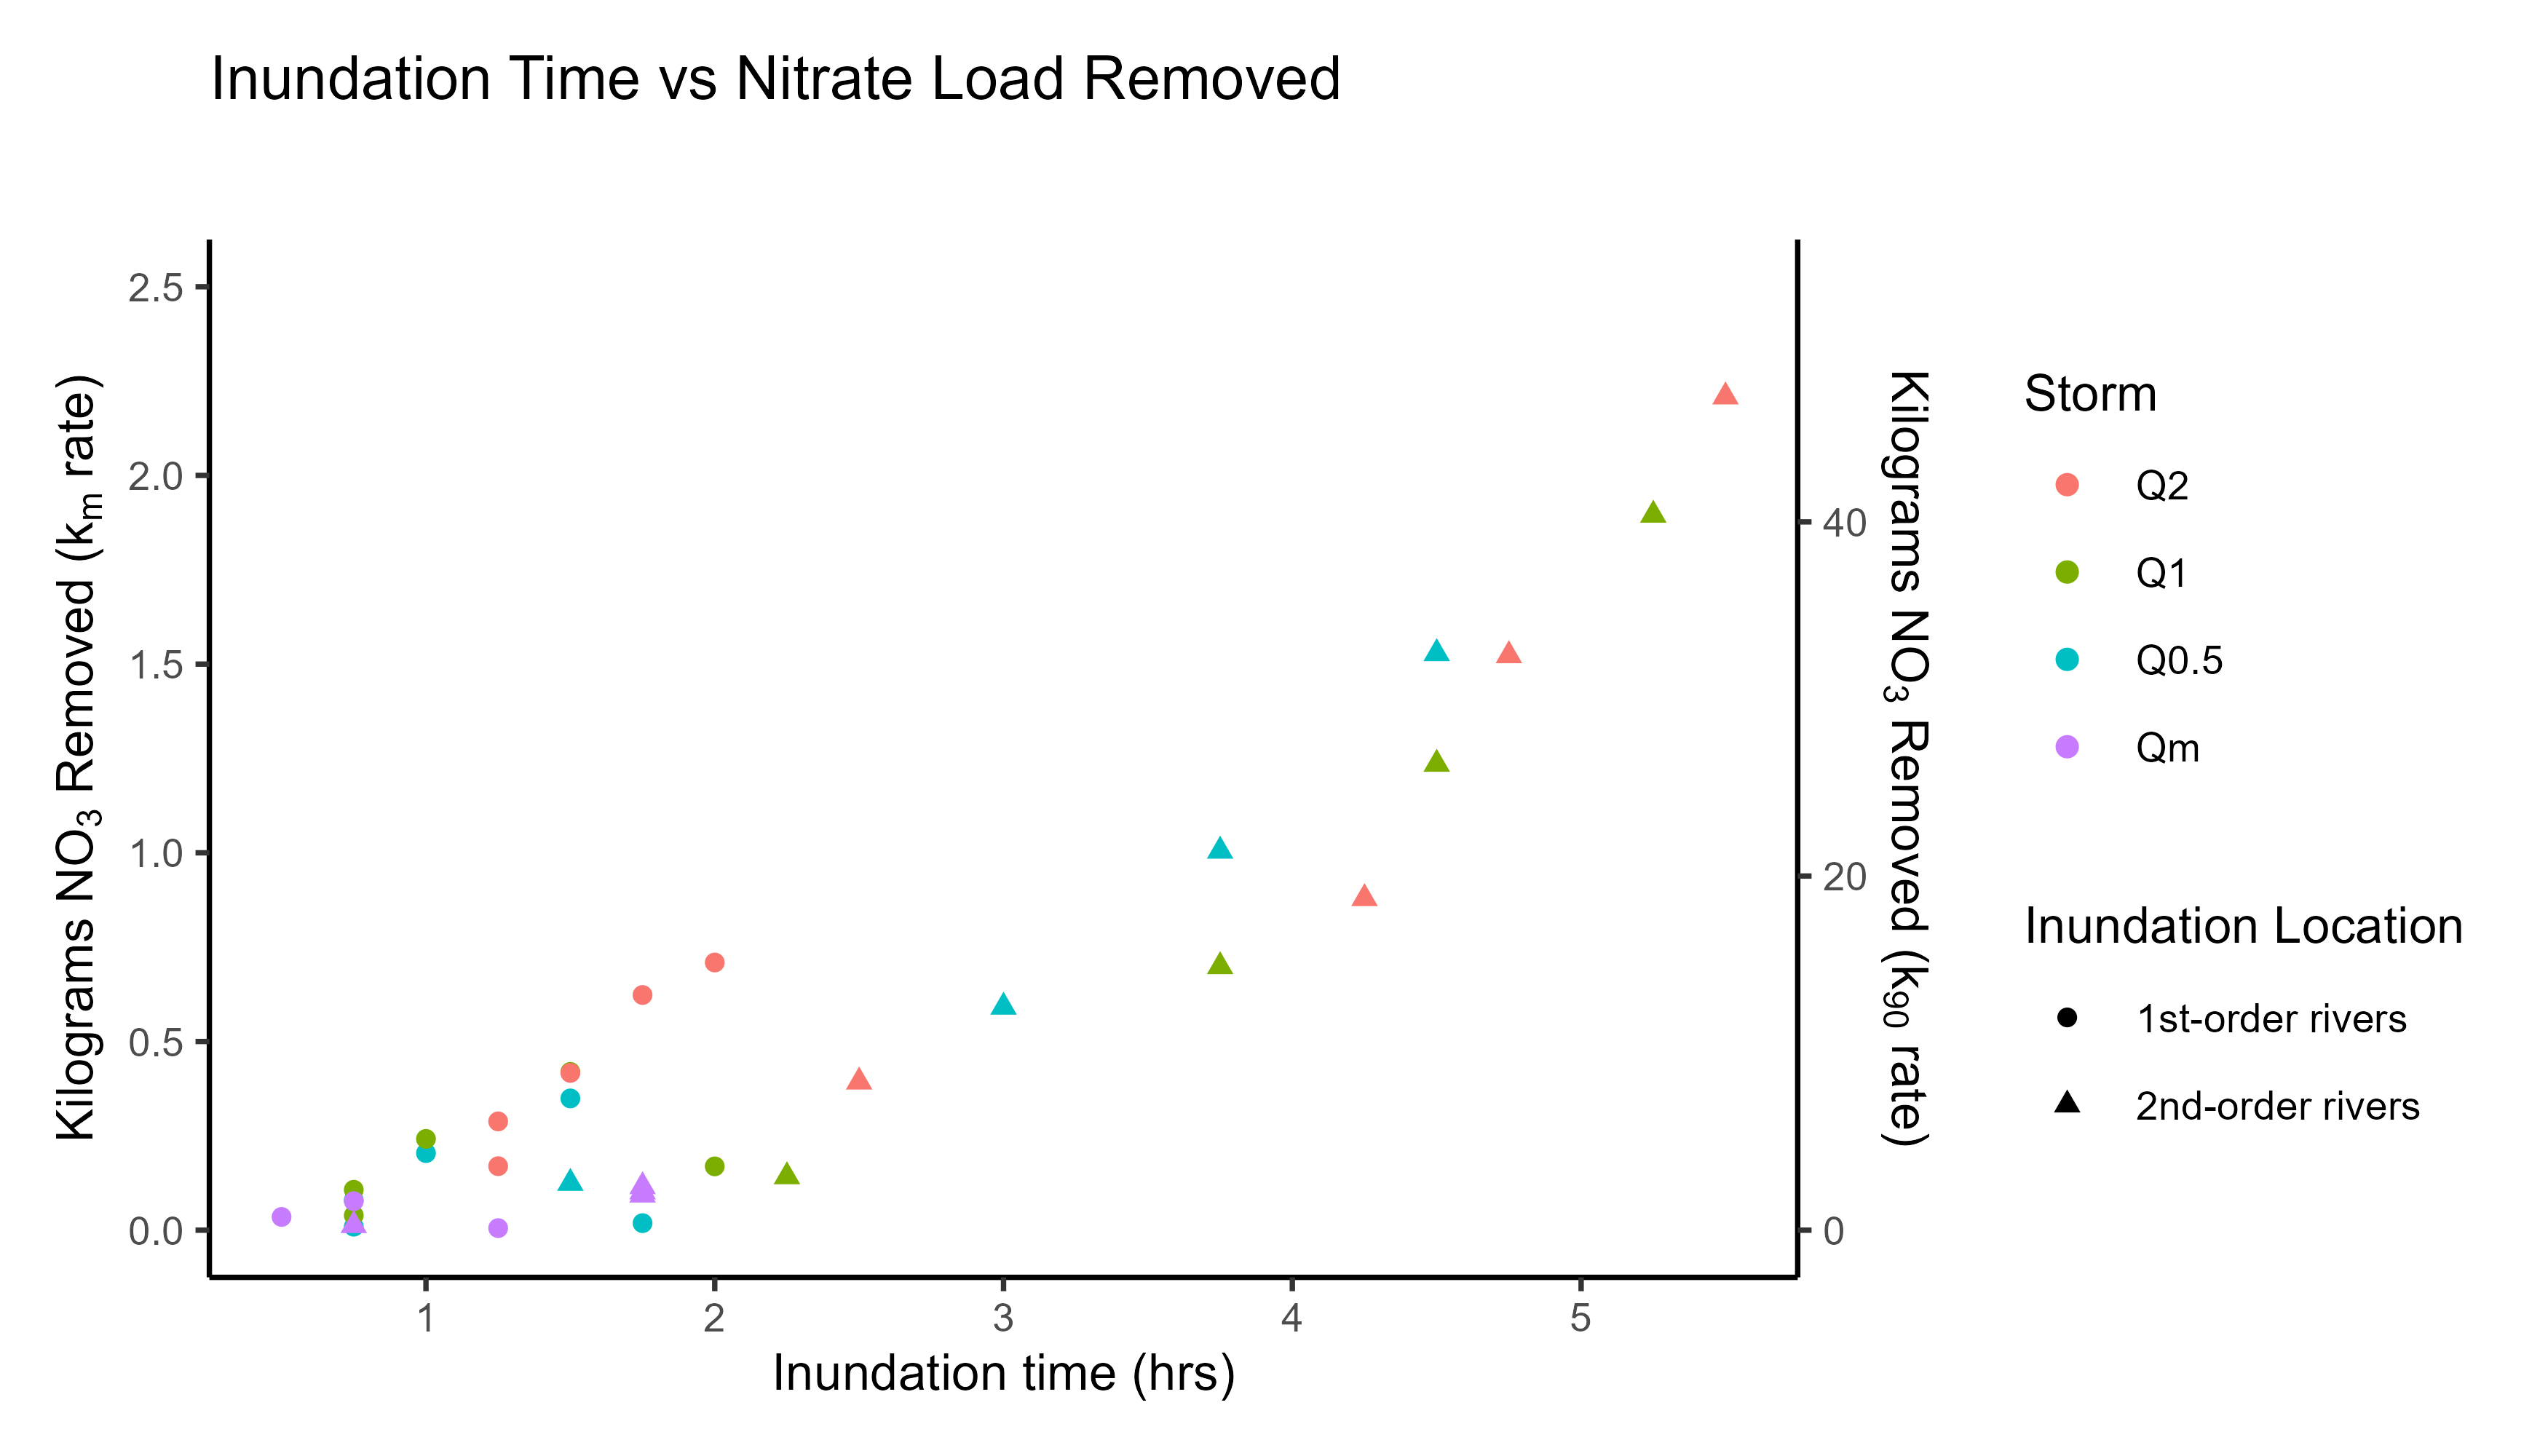 Inundation Time vs Nitrate Load Removed
Kilograms NO₃ Removed (kₘ rate)
2.5
2.0
1.5
1.0
0.5
0.0
1 2 3 4 5
Inundation time (hrs)
40
20
0
Kilograms NO₃ Removed (k₉₀ rate)
Storm
Q2
Q1
Q0.5
Qm
Inundation Location
1st-order rivers
2nd-order rivers